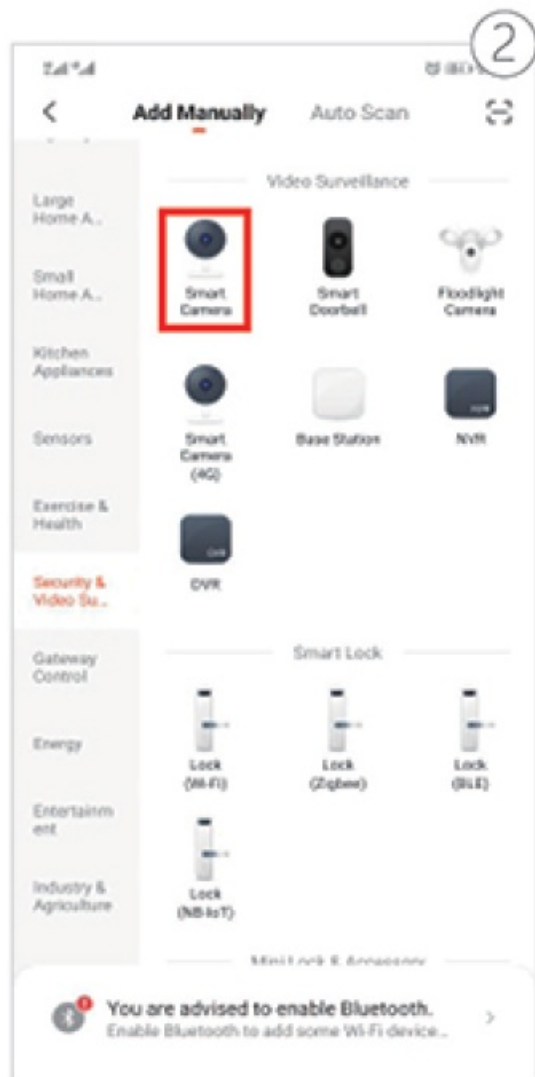 2
Add Manually
Auto Scan
Video Surveillance
Large
Home A...
Small
Home A...
Kitchen
Appliances
Sensors
Exercise &
Health
Security &
Video Su...
Gateway
Control
Energy
Entertainm
ent
Industry &
Agriculture
Smart
Camera
Smart
Doorbell
Floodlight
Camera
Smart
Camera
(4G)
Base Station
NVR
DVR
Smart Lock
Lock
(Wi-Fi)
Lock
(Zigbee)
Lock
(BLE)
Lock
(NB-IoT)
Mini Lock & Accessory
You are advised to enable Bluetooth.
Enable Bluetooth to add some Wi-Fi device...